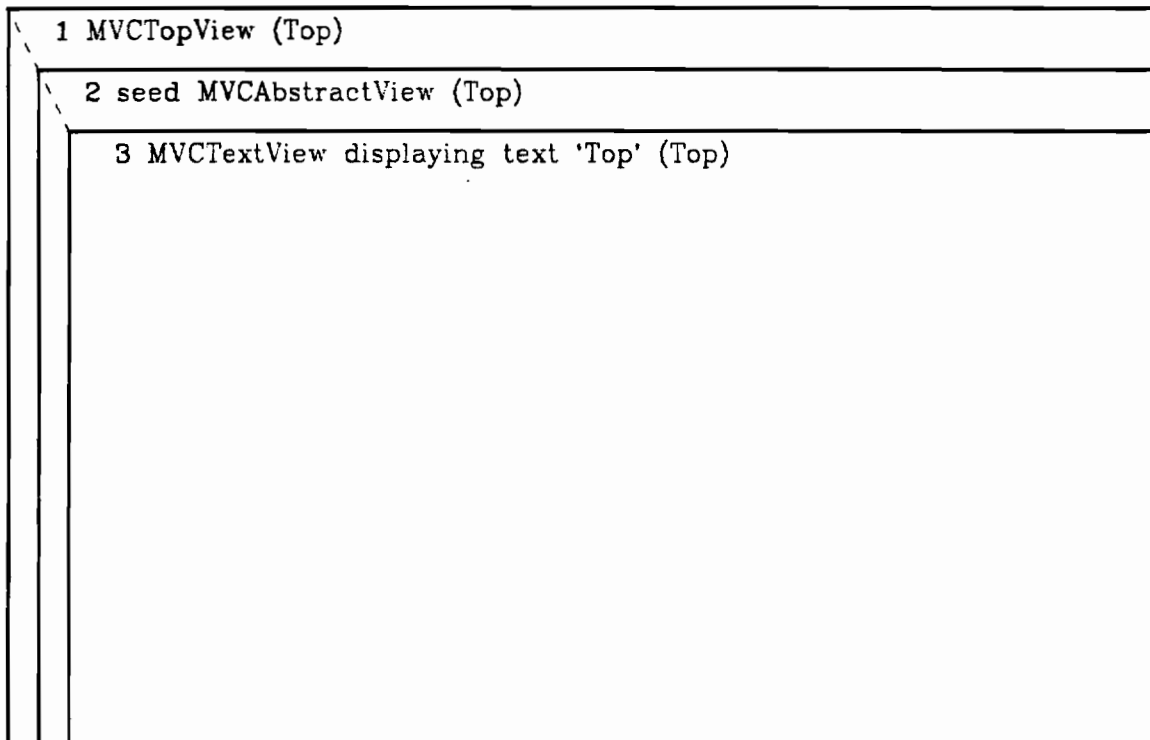 1 MVCTopView (Top)
2 seed MVCAbstractView (Top)
3 MVCTextView displaying text 'Top' (Top)